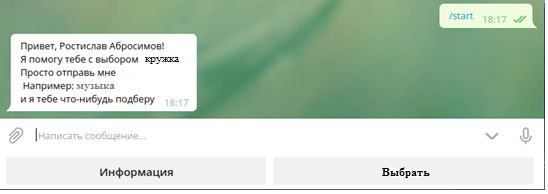 /start
18:17
Привет, Ростислав Абросимов!
Я помогу тебе с выбором кружка
Просто отправь мне
Например: музыка
и я тебе что-нибудь подберу
18:17
Написать сообщение...
Информация
Выбрать